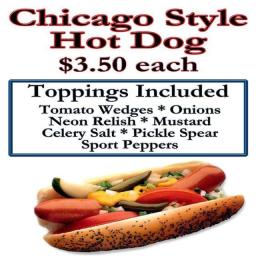 Chicago Style
Hot Dog
$3.50 each
Toppings Included
Tomato Wedges * Onions
Neon Relish * Mustard
Celery Salt * Pickle Spear
Sport Peppers